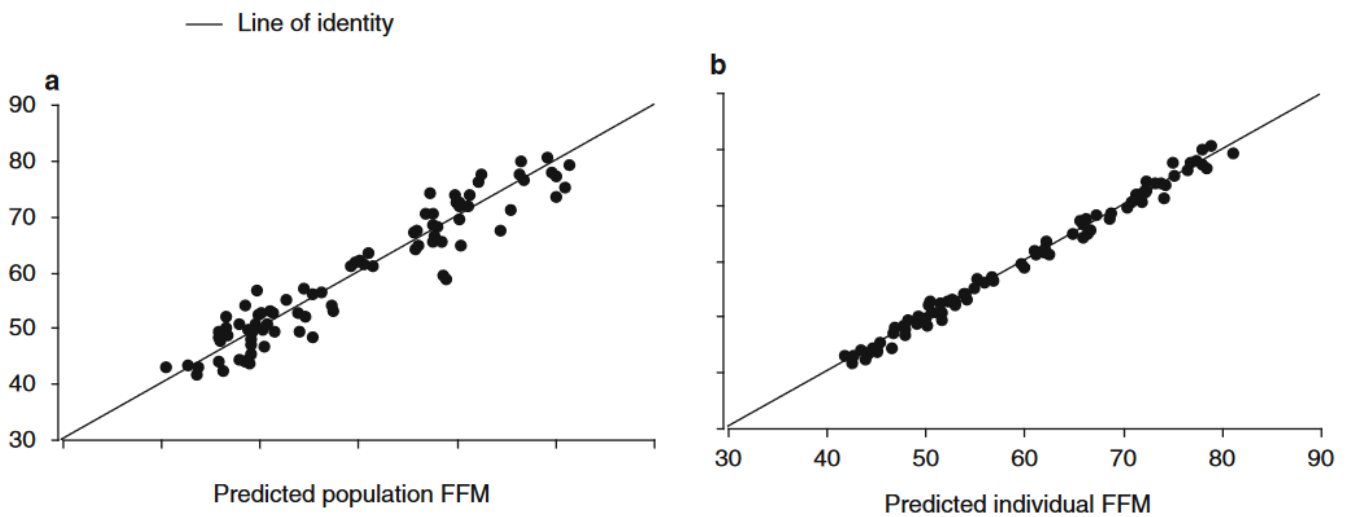 Line of identity
a
90
80
70
60
50
40
30
Predicted population FFM
b
30 40 50 60 70 80 90
Predicted individual FFM